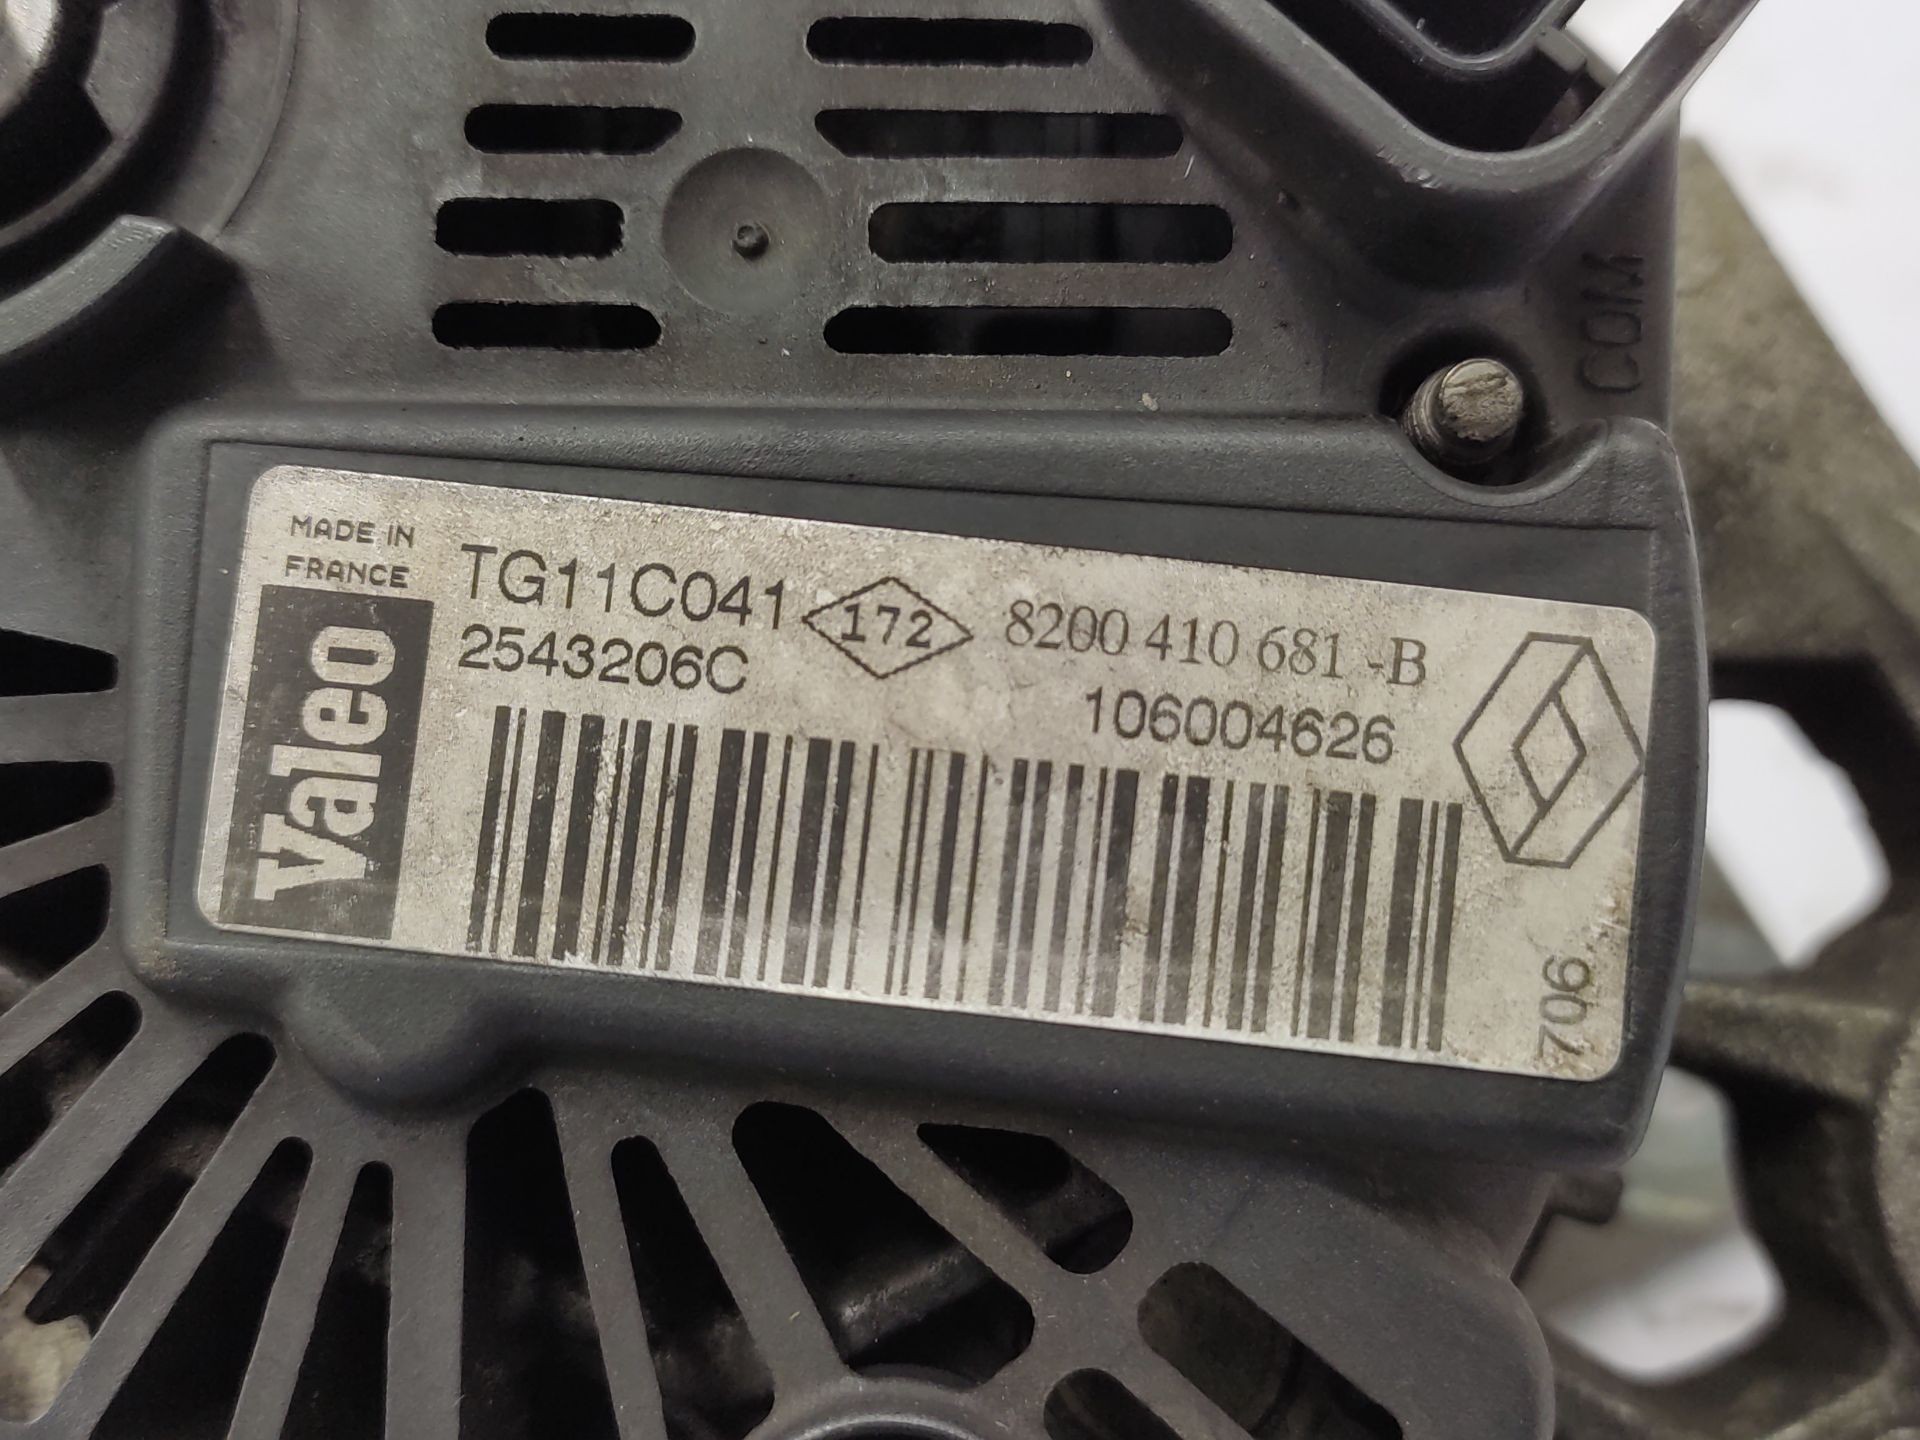 COM
MADE IN
FRANCE
Valeo
TG11C041 172 8200 410 681 -B
2543206C
106004626
706